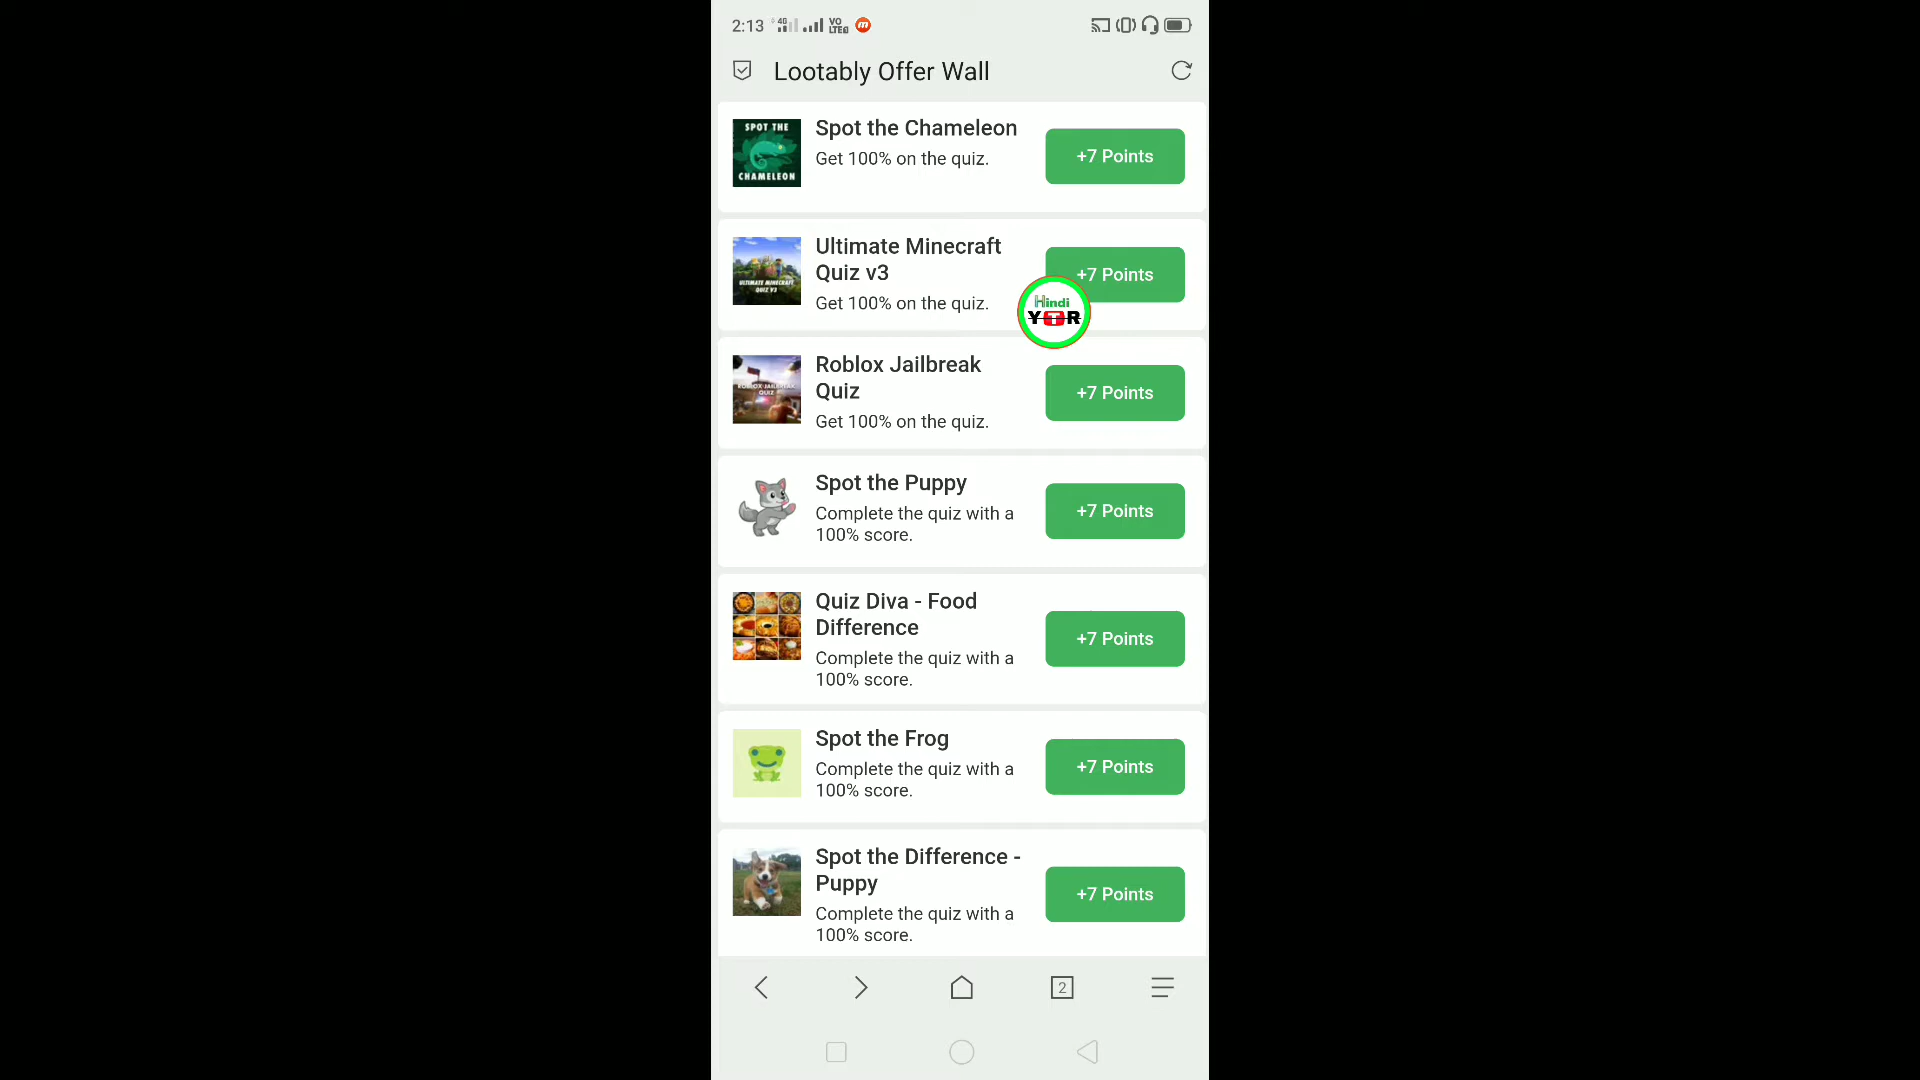 2:13 4G VO LTE
Lootably Offer Wall
SPOT THE
CHAMELEON
Spot the Chameleon
Get 100% on the quiz.
+7 Points
ULTIMATE MINECRAFT
QUIZ V3
Ultimate Minecraft
Quiz v3
Get 100% on the quiz.
+7 Points
Hindi
YTR
ROBLOX JAILBREAK
QUIZ
Roblox Jailbreak
Quiz
Get 100% on the quiz.
+7 Points
Spot the Puppy
Complete the quiz with a
100% score.
+7 Points
Quiz Diva - Food
Difference
Complete the quiz with a
100% score.
+7 Points
Spot the Frog
Complete the quiz with a
100% score.
+7 Points
Spot the Difference -
Puppy
Complete the quiz with a
100% score.
+7 Points
2